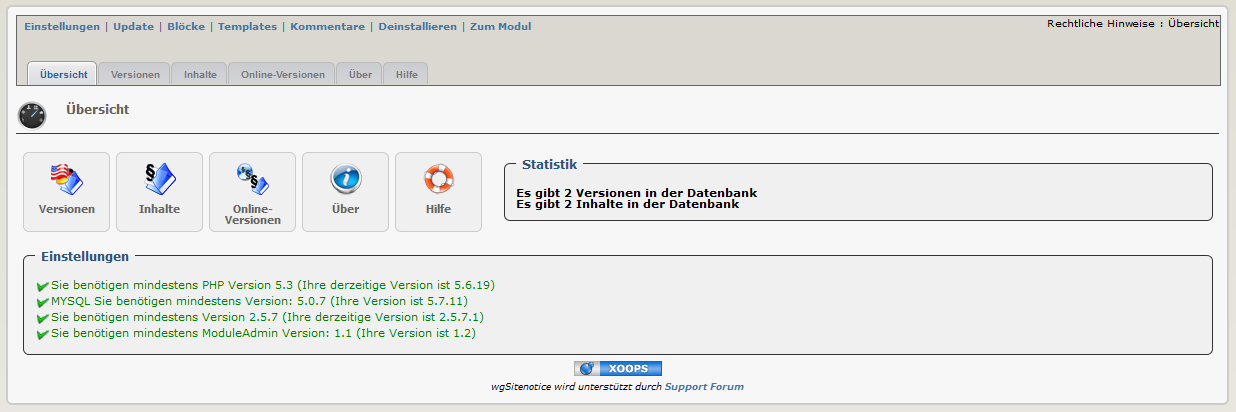 Einstellungen | Update | Blöcke | Templates | Kommentare | Deinstallieren | Zum Modul
Rechtliche Hinweise : Übersicht
Übersicht Versionen Inhalte Online-Versionen Über Hilfe
Übersicht
Versionen
Inhalte
Online-
Versionen
Über
Hilfe
Statistik
Es gibt 2 Versionen in der Datenbank
Es gibt 2 Inhalte in der Datenbank
Einstellungen
Sie benötigen mindestens PHP Version 5.3 (Ihre derzeitige Version ist 5.6.19)
MYSQL Sie benötigen mindestens Version: 5.0.7 (Ihre Version ist 5.7.11)
Sie benötigen mindestens Version 2.5.7 (Ihre derzeitige Version ist 2.5.7.1)
Sie benötigen mindestens ModuleAdmin Version: 1.1 (Ihre Version ist 1.2)
XOOPS
wgSitenotice wird unterstützt durch Support Forum